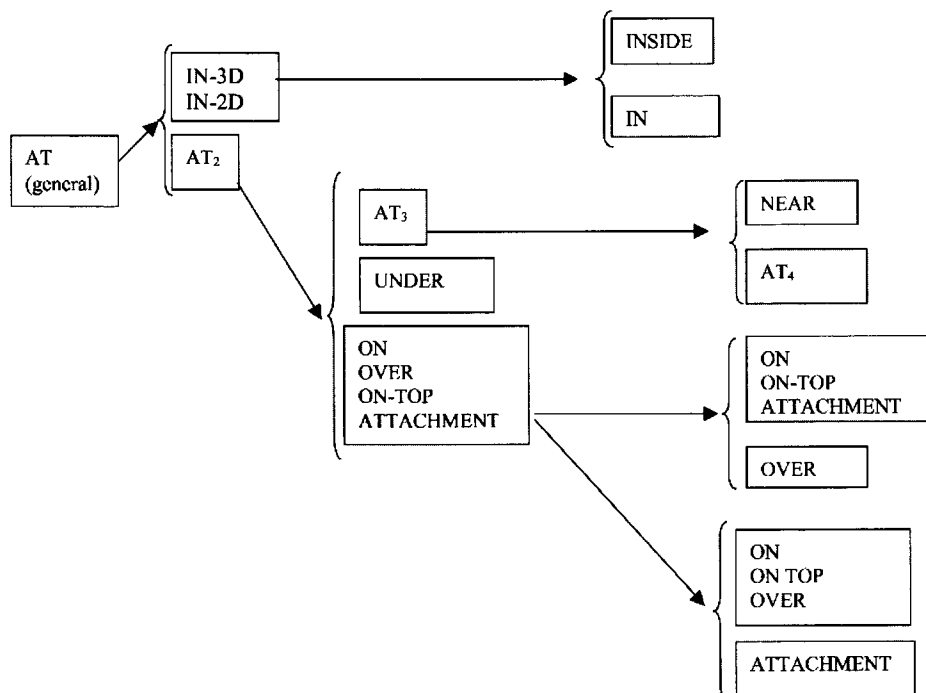 AT
(general)
IN-3D
IN-2D
AT₂
INSIDE
IN
AT₃
UNDER
ON
OVER
ON-TOP
ATTACHMENT
NEAR
AT₄
ON
ON-TOP
ATTACHMENT
OVER
ON
ON TOP
OVER
ATTACHMENT